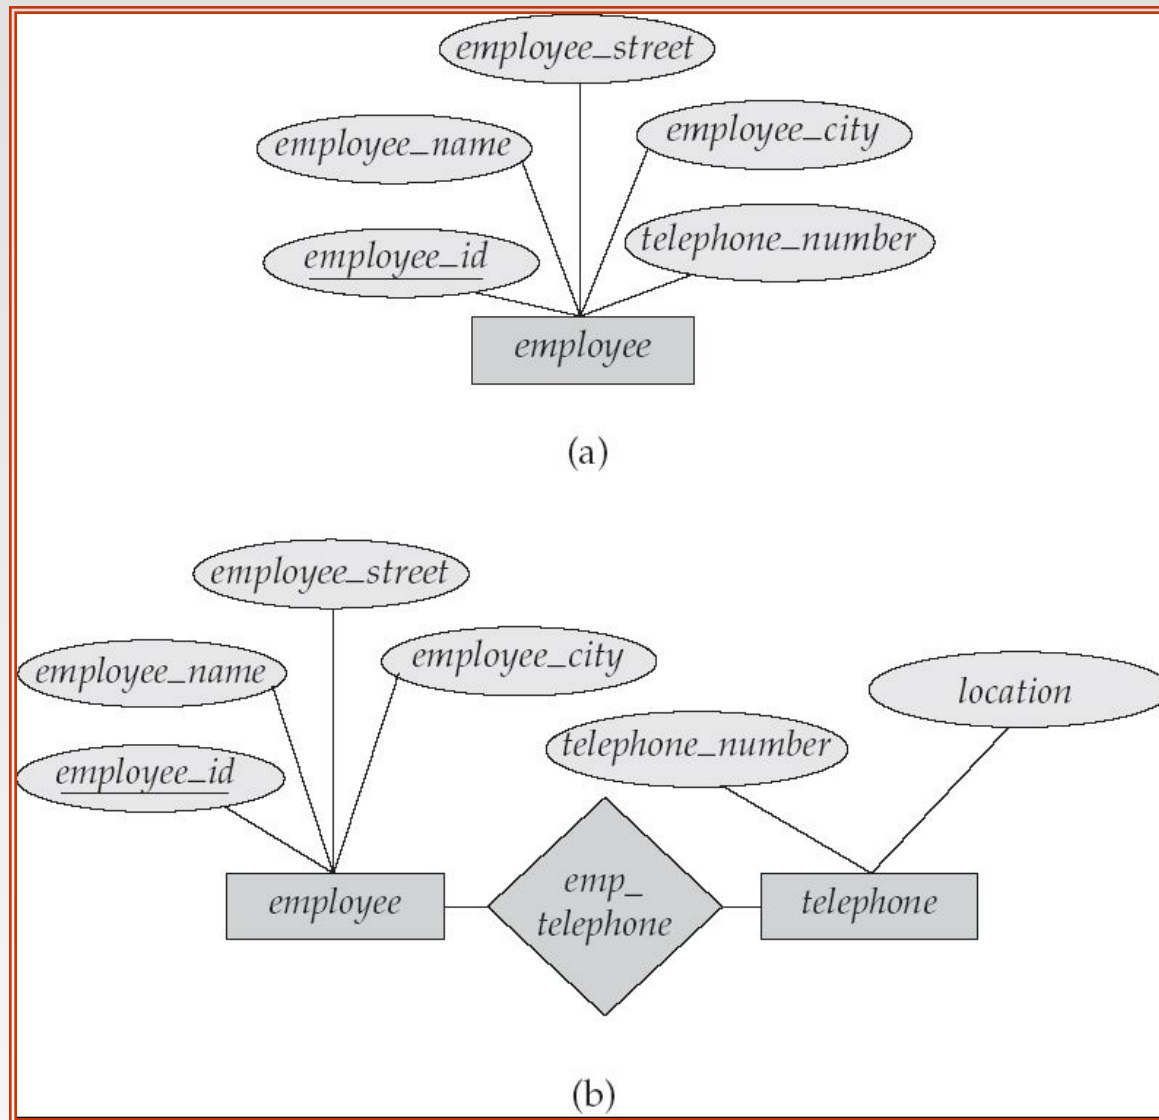 employee_street
employee_name
employee_city
employee_id
telephone_number
employee
(a)
employee_street
employee_name
employee_city
location
telephone_number
employee_id
employee
emp_
telephone
telephone
(b)